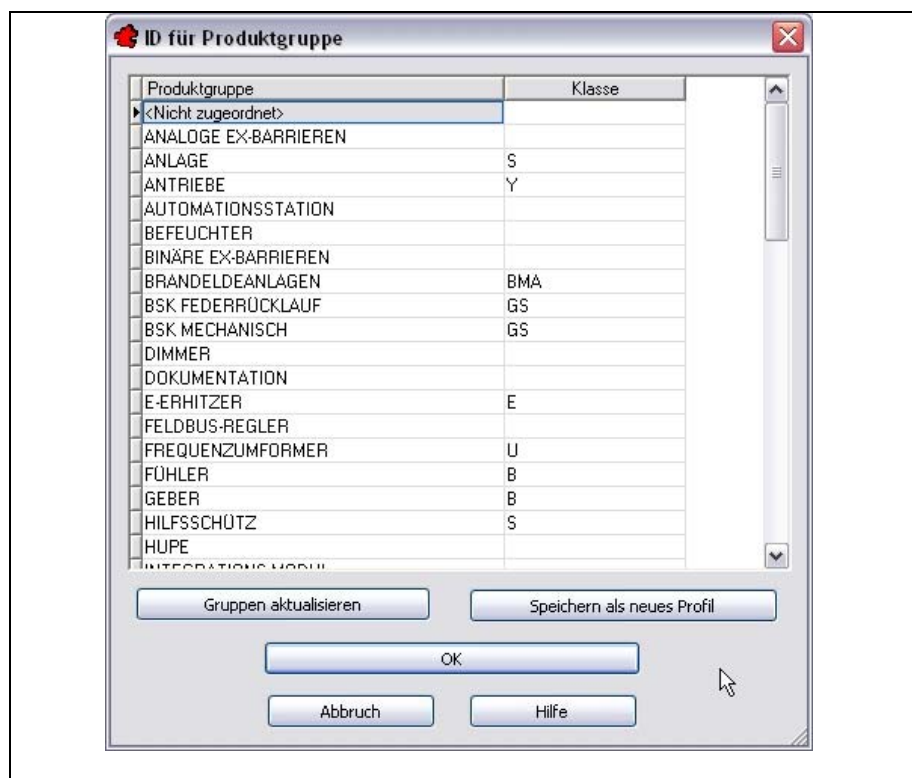 ID für Produktgruppe
Produktgruppe Klasse
<Nicht zugeordnet>
ANALOGE EX-BARRIEREN
ANLAGE S
ANTRIEBE Y
AUTOMATIONSSTATION
BEFEUCHTER
BINÄRE EX-BARRIEREN
BRANDELDEANLAGEN BMA
BSK FEDERRÜCKLAUF GS
BSK MECHANISCH GS
DIMMER
DOKUMENTATION
E-ERHITZER E
FELDBUS-REGLER
FREQUENZUMFORMER U
FÜHLER B
GEBER B
HILFSSCHÜTZ S
HUPE
INTEGRATIONS MODUL
Gruppen aktualisieren Speichern als neues Profil
OK
Abbruch Hilfe